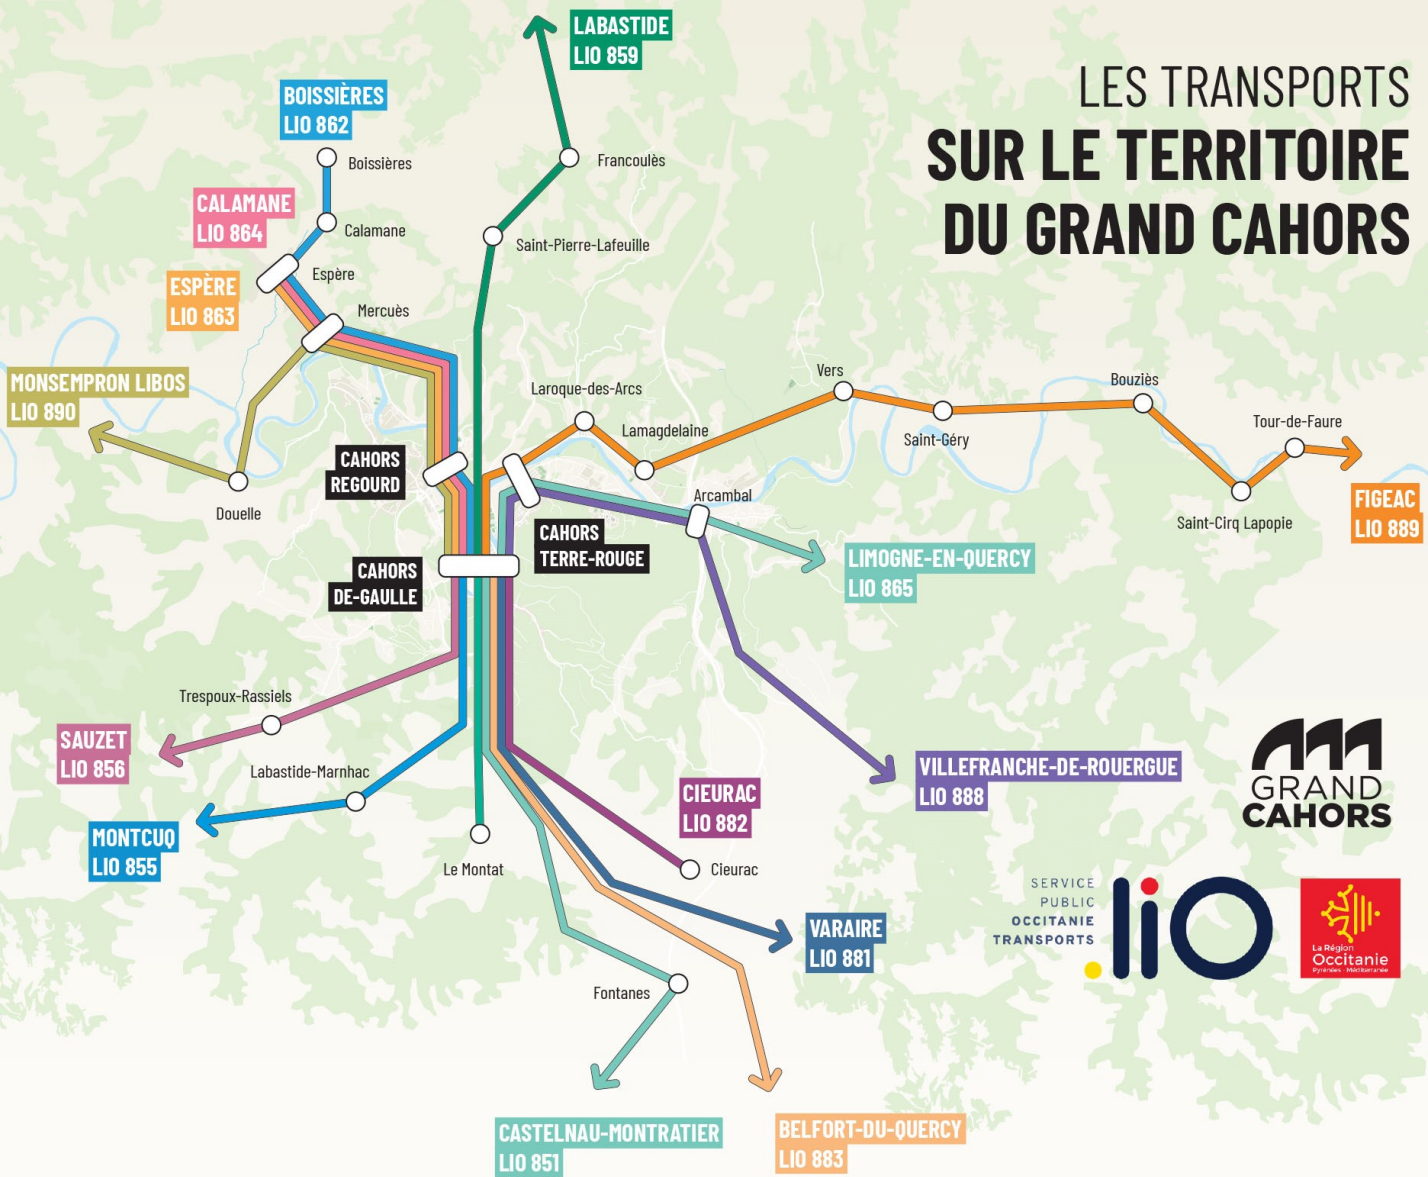 LES TRANSPORTS
SUR LE TERRITOIRE
DU GRAND CAHORS
LABASTIDE
LIO 859
BOISSIÈRES
LIO 862
Boissières
Francoulès
CALAMANE
LIO 864
Calamane
Saint-Pierre-Lafeuille
Espère
ESPÈRE
LIO 863
Mercuès
MONSEMPRON LIBOS
LIO 890
Laroque-des-Arcs
Lamagdelaine
Vers
Saint-Géry
Bouziès
Tour-de-Faure
Saint-Cirq Lapopie
FIGEAC
LIO 889
CAHORS
REGOURD
Douelle
Arcambal
CAHORS
TERRE-ROUGE
CAHORS
DE-GAULLE
LIMOGNE-EN-QUERCY
LIO 865
Trespoux-Rassiels
SAUZET
LIO 856
Labastide-Marnhac
MONTCUQ
LIO 855
Le Montat
CIEURAC
LIO 882
Cieurac
VILLEFRANCHE-DE-ROUERGUE
LIO 888
GRAND
CAHORS
VARAIRE
LIO 881
SERVICE
PUBLIC
OCCITANIE
TRANSPORTS
liO
La Région
Occitanie
Pyrénées - Méditerranée
Fontanes
CASTELNAU-MONTRATIER
LIO 851
BELFORT-DU-QUERCY
LIO 883